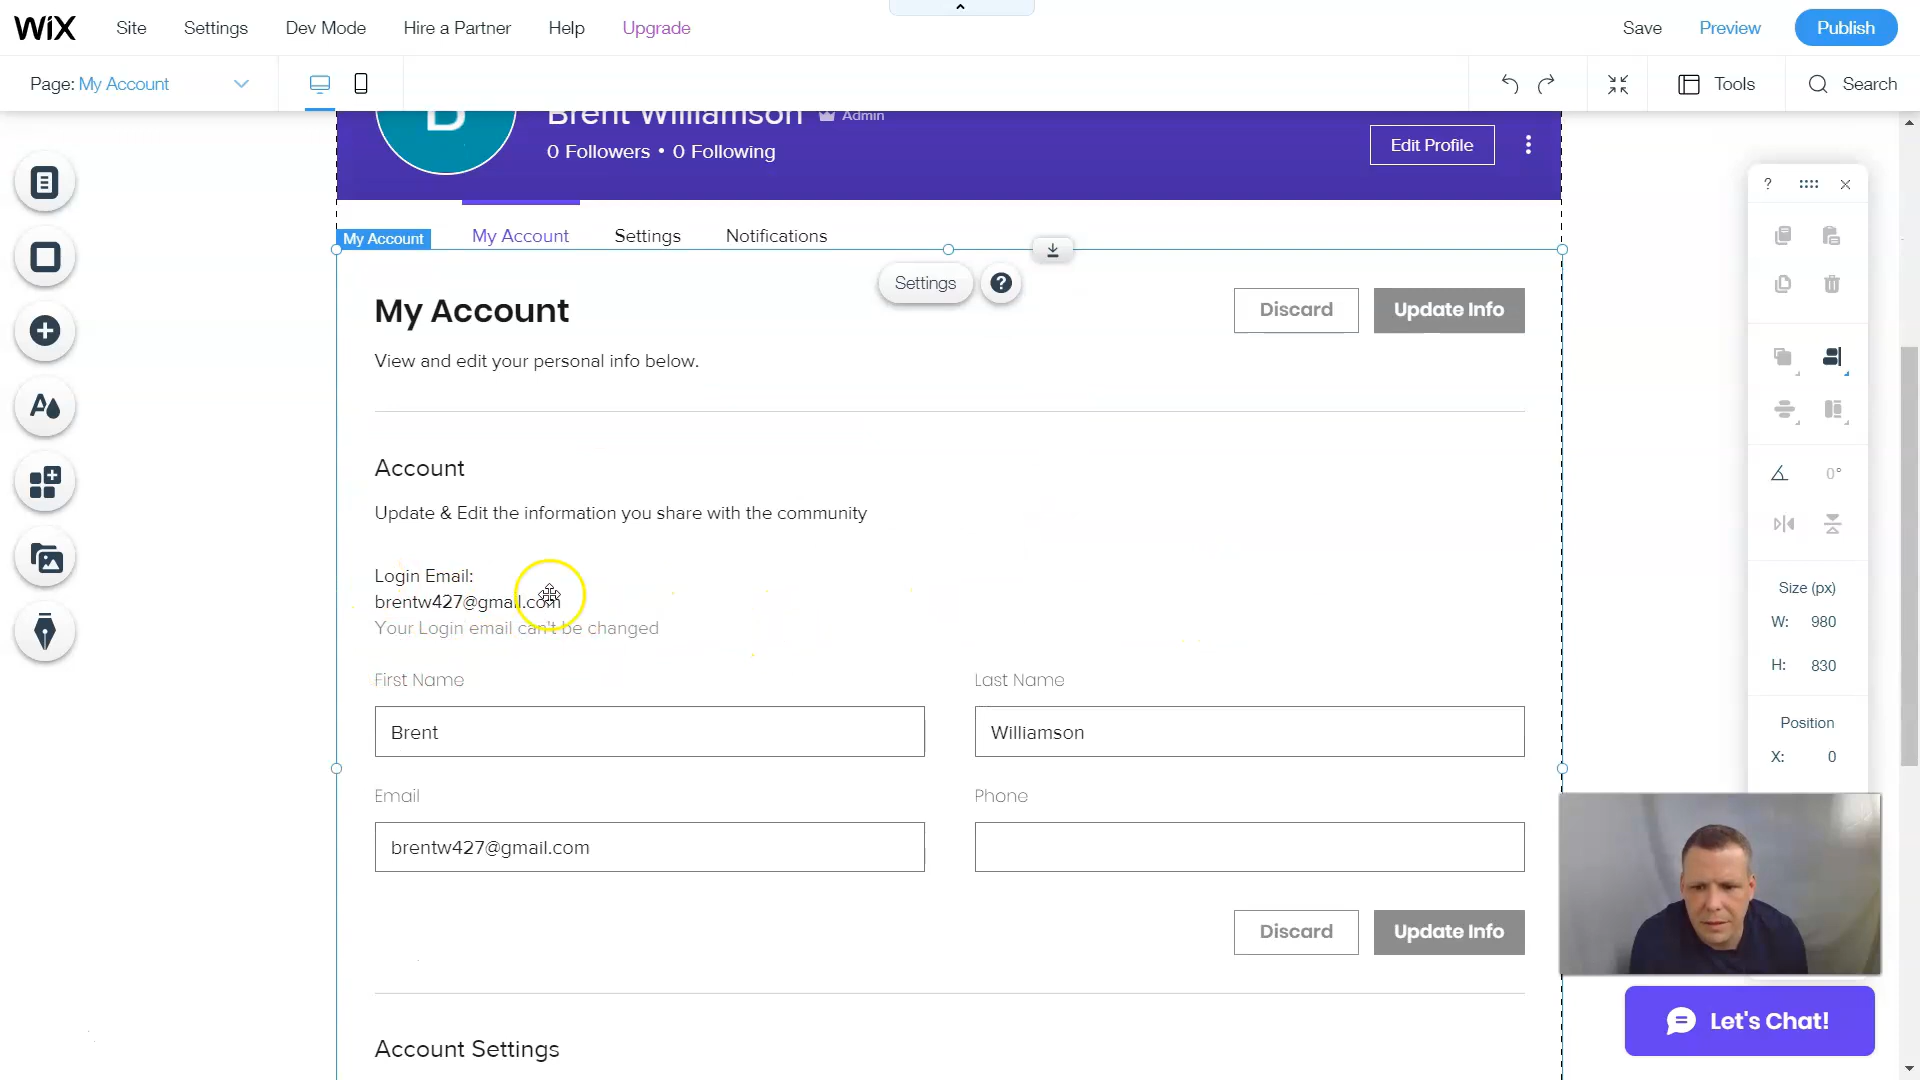 WIX Site Settings Dev Mode Hire a Partner Help Upgrade Save Preview Publish
Page: My Account Tools Search
Brent Williamson Admin
0 Followers • 0 Following
Edit Profile
My Account
My Account Settings Notifications
Settings ?
My Account
Discard Update Info
View and edit your personal info below.
Account
Update & Edit the information you share with the community
Login Email:
brentw427@gmail.com
Your Login email can't be changed
First Name Last Name
Brent Williamson
Email Phone
brentw427@gmail.com
Discard Update Info
Account Settings
?
0°
Size (px)
W: 980
H: 830
Position
X: 0
Let's Chat!